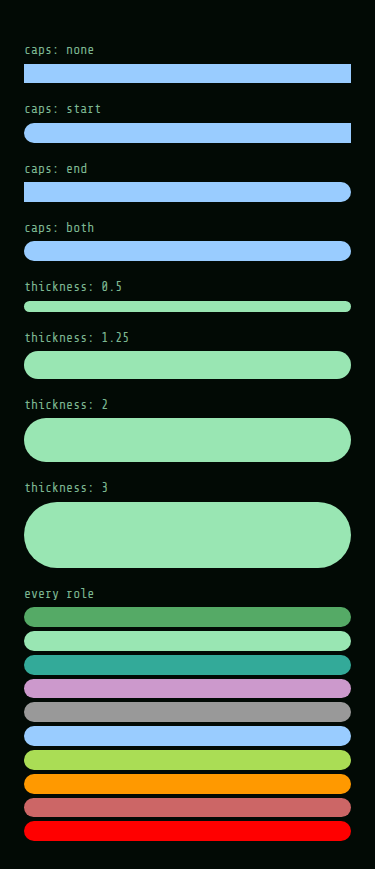 caps: none
caps: start
caps: end
caps: both
thickness: 0.5
thickness: 1.25
thickness: 2
thickness: 3
every role